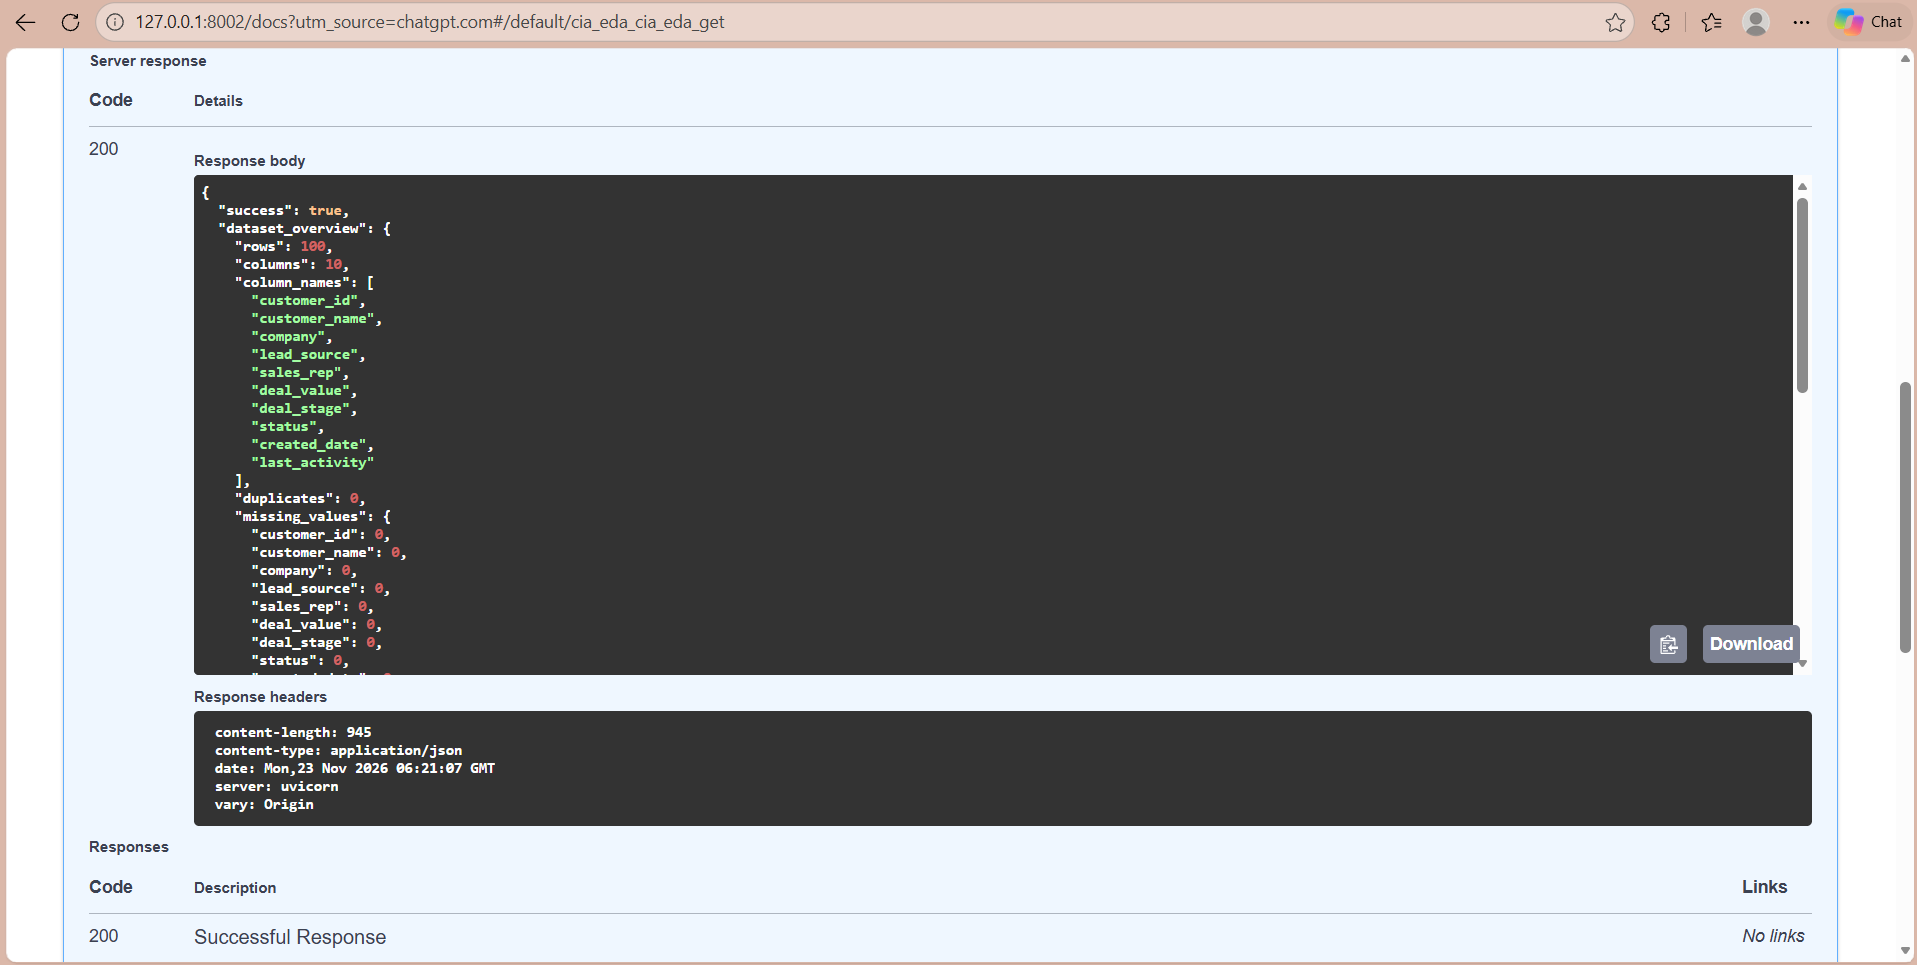 127.0.0.1:8002/docs?utm_source=chatgpt.com#/default/cia_eda_cia_eda_get
Chat
Server response
Code Details
200
Response body
{
"success": true,
"dataset_overview": {
"rows": 100,
"columns": 10,
"column_names": [
"customer_id",
"customer_name",
"company",
"lead_source",
"sales_rep",
"deal_value",
"deal_stage",
"status",
"created_date",
"last_activity"
],
"duplicates": 0,
"missing_values": {
"customer_id": 0,
"customer_name": 0,
"company": 0,
"lead_source": 0,
"sales_rep": 0,
"deal_value": 0,
"deal_stage": 0,
"status": 0,
Download
Response headers
content-length: 945
content-type: application/json
date: Mon,23 Nov 2026 06:21:07 GMT
server: uvicorn
vary: Origin
Responses
Code Description Links
200 Successful Response No links